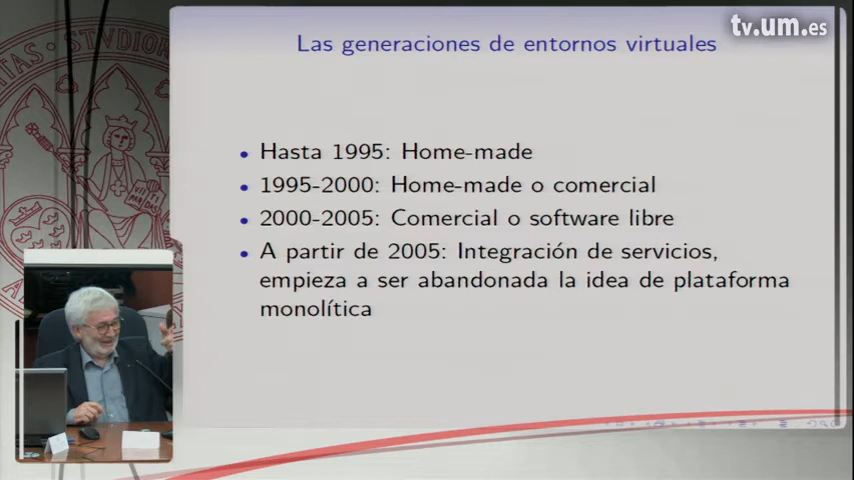 tv.um.es
Las generaciones de entornos virtuales
Hasta 1995: Home-made
1995-2000: Home-made o comercial
2000-2005: Comercial o software libre
A partir de 2005: Integración de servicios,
empieza a ser abandonada la idea de plataforma
monolítica